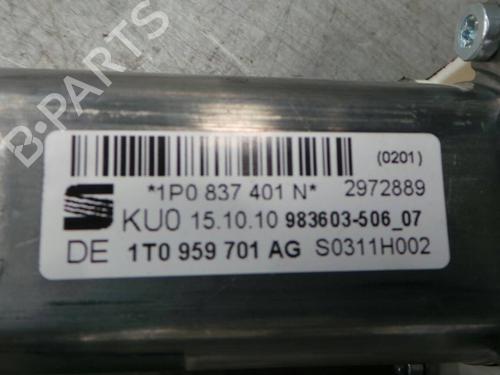 (0201)
*1P0 837 401 N* 2972889
KU0 15.10.10 983603-506_07
DE 1T0 959 701 AG S0311H002
B-PARTS